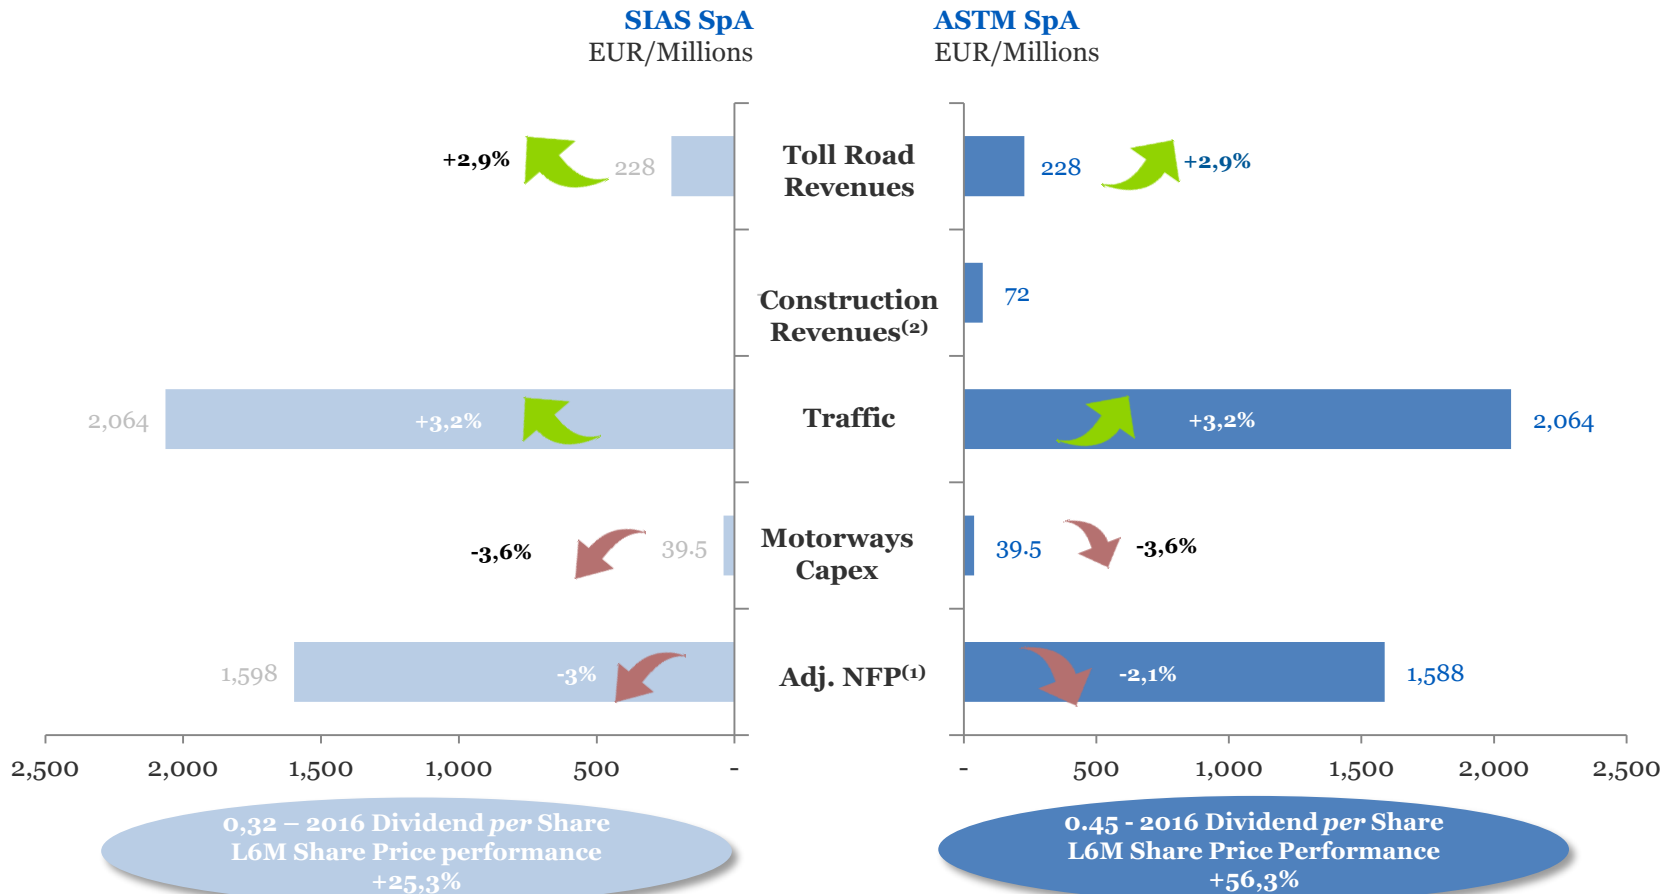 SIAS SpA
EUR/Millions
ASTM SpA
EUR/Millions
+2,9%
228
Toll Road
Revenues
228
+2,9%
Construction
Revenues(2)
72
2,064
+3,2%
Traffic
+3,2%
2,064
-3,6%
39.5
Motorways
Capex
39.5
-3,6%
1,598
-3%
Adj. NFP(1)
-2,1%
1,588
2,500
2,000
1,500
1,000
500
-
-
500
1,000
1,500
2,000
2,500
0,32 – 2016 Dividend per Share
L6M Share Price performance
+25,3%
0.45 - 2016 Dividend per Share
L6M Share Price Performance
+56,3%